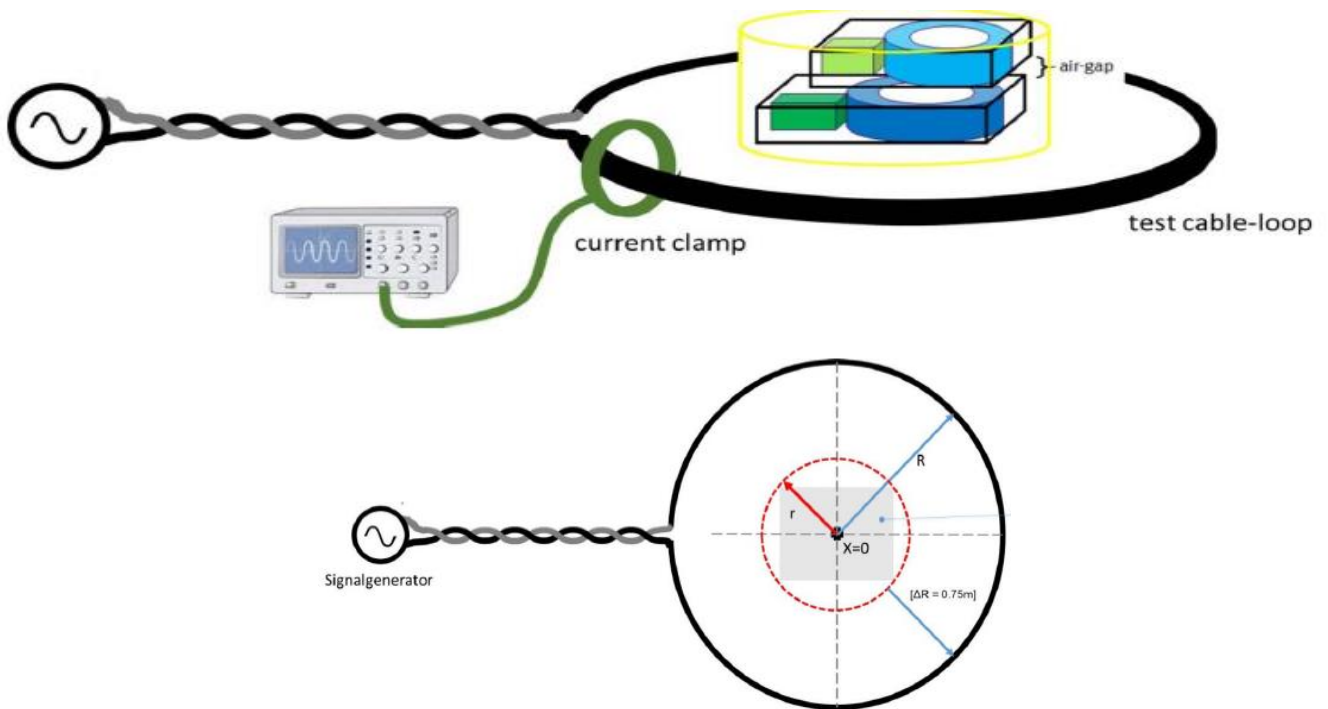 air-gap
current clamp
test cable-loop
R
r
X=0
[ΔR = 0.75m]
Signalgenerator